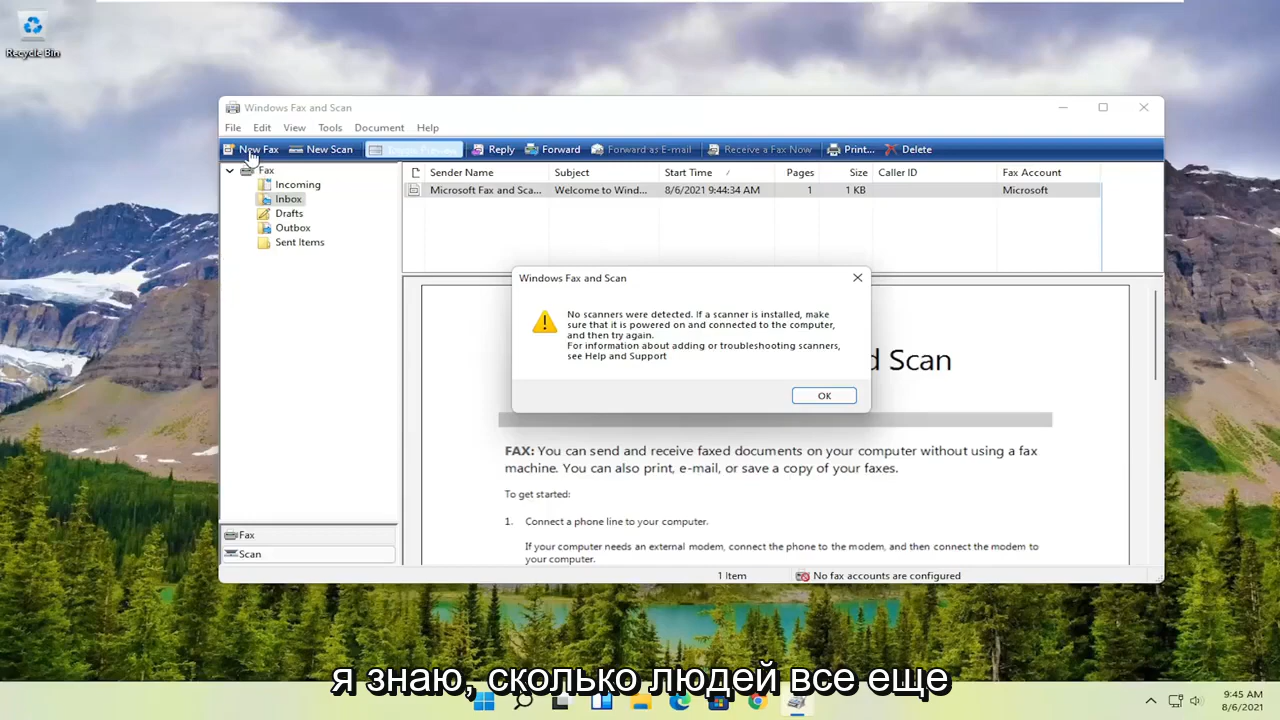 Recycle Bin
Windows Fax and Scan
File Edit View Tools Document Help
New Fax New Scan Reply Forward Forward as E-mail Receive a Fax Now Print... Delete
Fax
Incoming
Inbox
Drafts
Outbox
Sent Items
Sender Name Subject Start Time / Pages Size Caller ID Fax Account
Microsoft Fax and Sca... Welcome to Wind... 8/6/2021 9:44:34 AM 1 1 KB Microsoft
Windows Fax and Scan
No scanners were detected. If a scanner is installed, make
sure that it is powered on and connected to the computer,
and then try again.
For information about adding or troubleshooting scanners,
see Help and Support
OK
d Scan
FAX: You can send and receive faxed documents on your computer without using a fax
machine. You can also print, e-mail, or save a copy of your faxes.
To get started:
1. Connect a phone line to your computer.
If your computer needs an external modem, connect the phone to the modem, and then connect the modem to
your computer.
Fax
Scan
1 Item
No fax accounts are configured
я знаю, сколько людей все еще
9:45 AM
8/6/2021